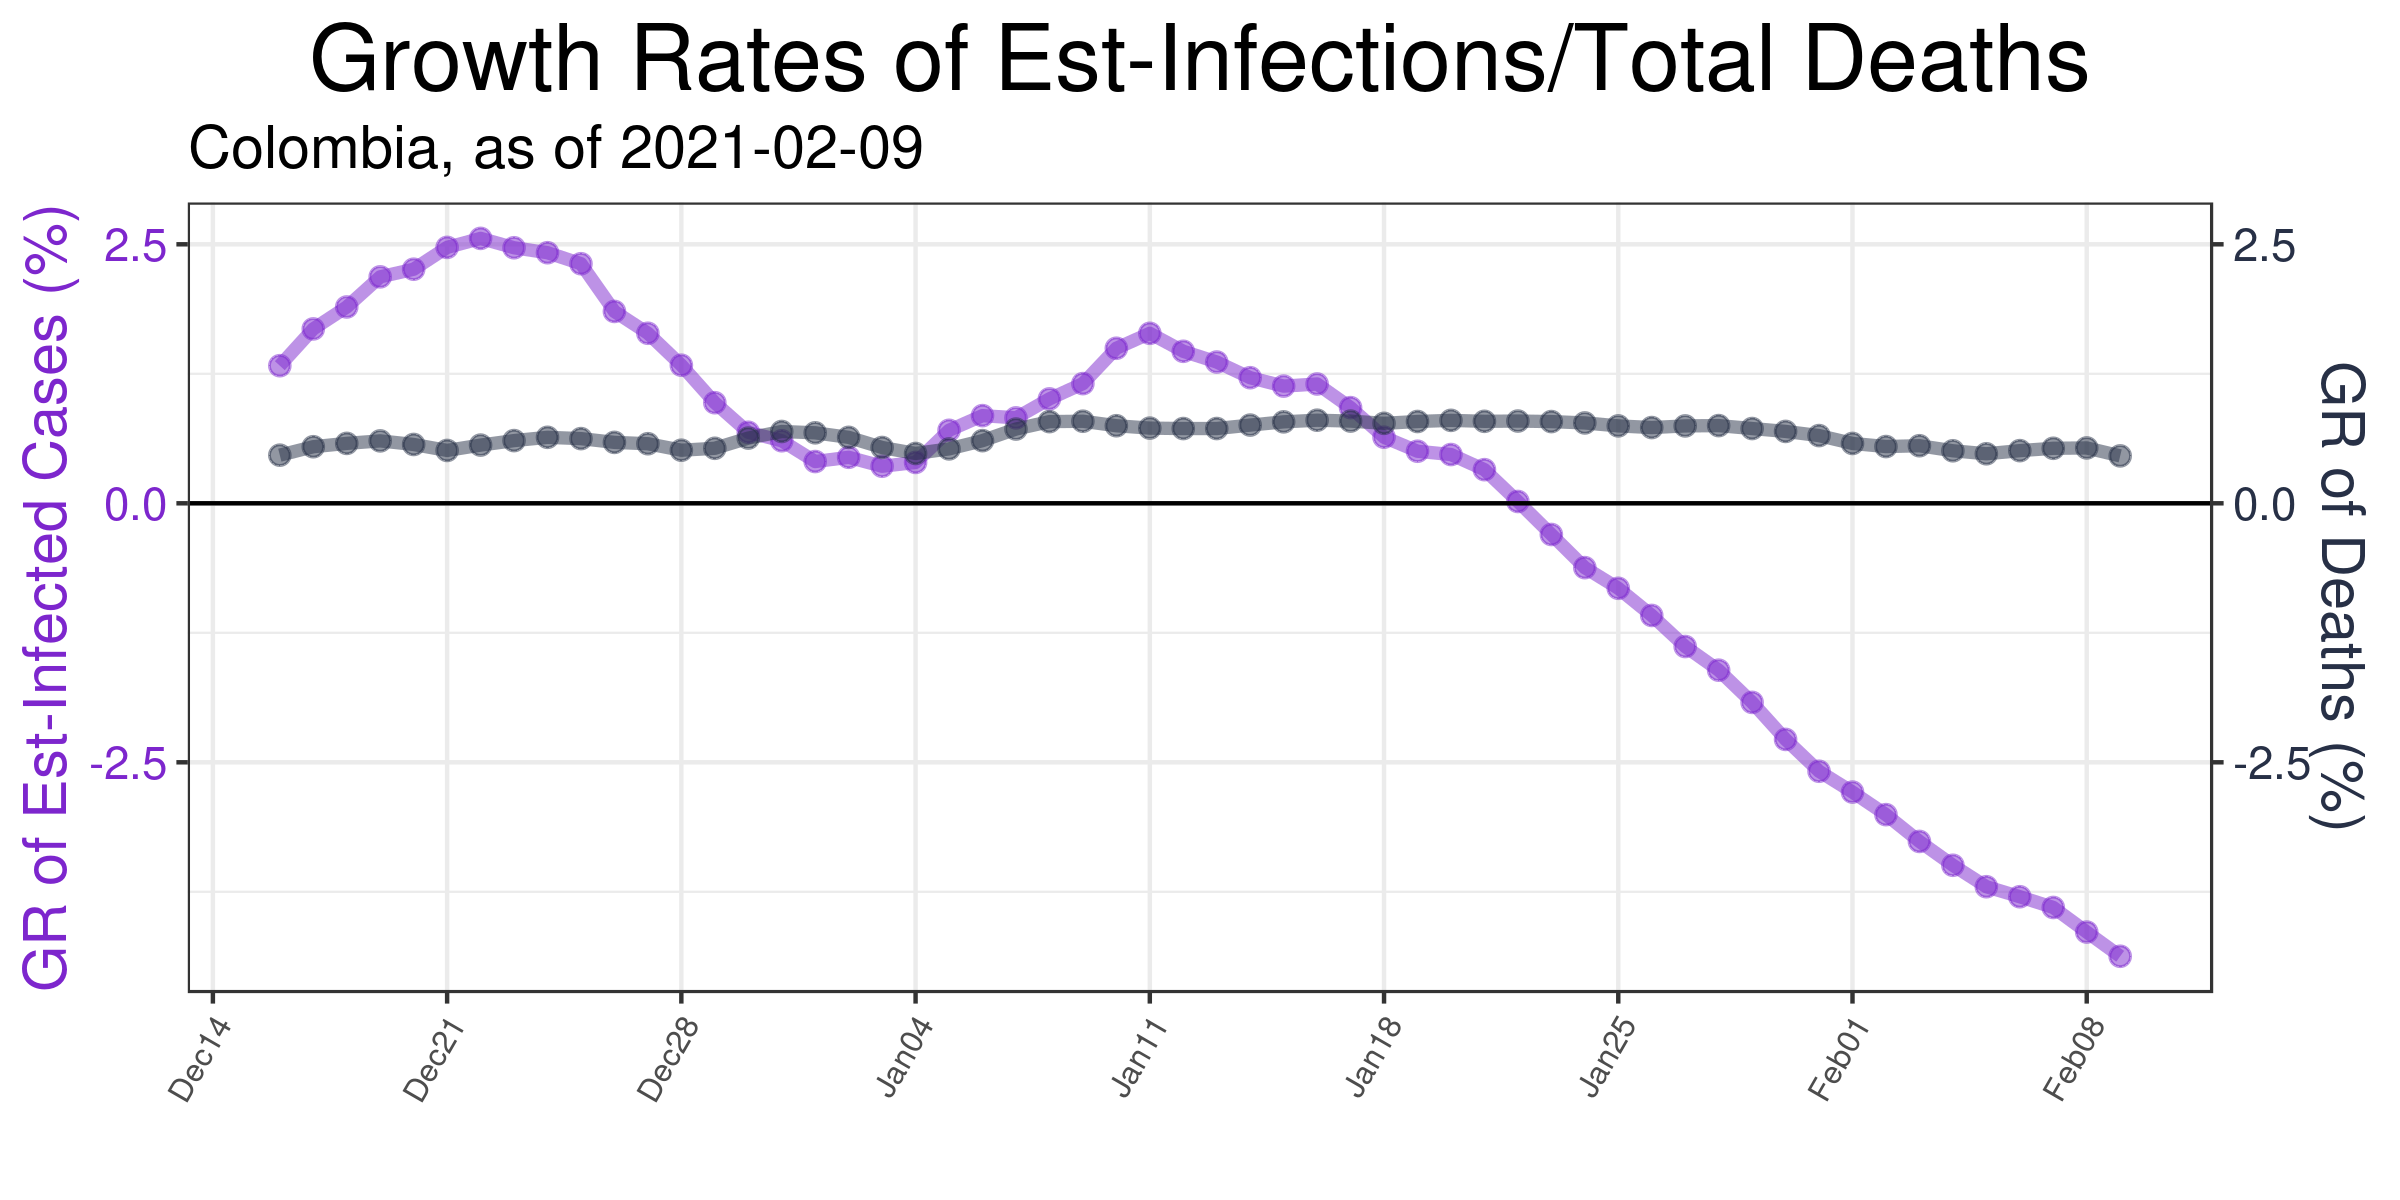 Growth Rates of Est-Infections/Total Deaths
Colombia, as of 2021-02-09
GR of Est-Infected Cases (%)
2.5
0.0
-2.5
2.5
0.0
-2.5
GR of Deaths (%)
Dec14
Dec21
Dec28
Jan04
Jan11
Jan18
Jan25
Feb01
Feb08